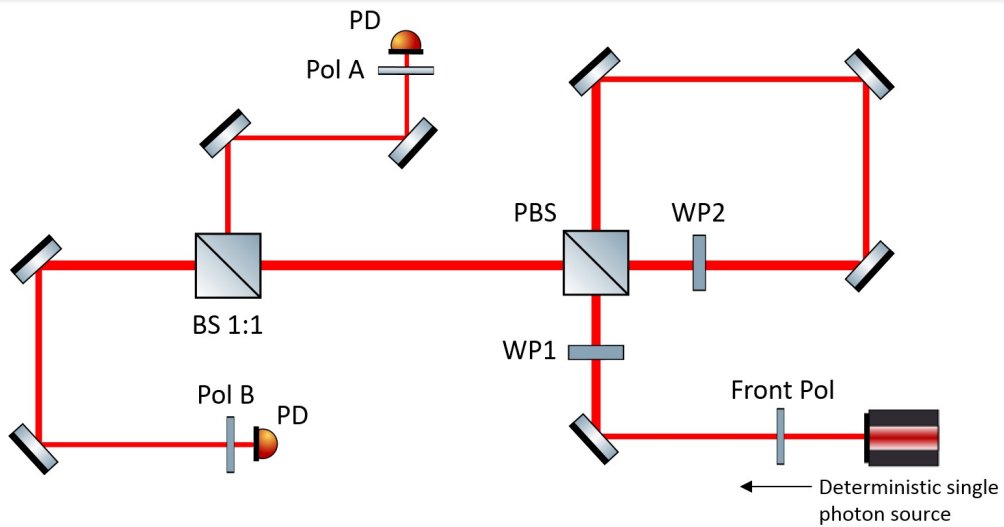 PD
Pol A
PBS
WP2
BS 1:1
WP1
Pol B
PD
Front Pol
Deterministic single
photon source